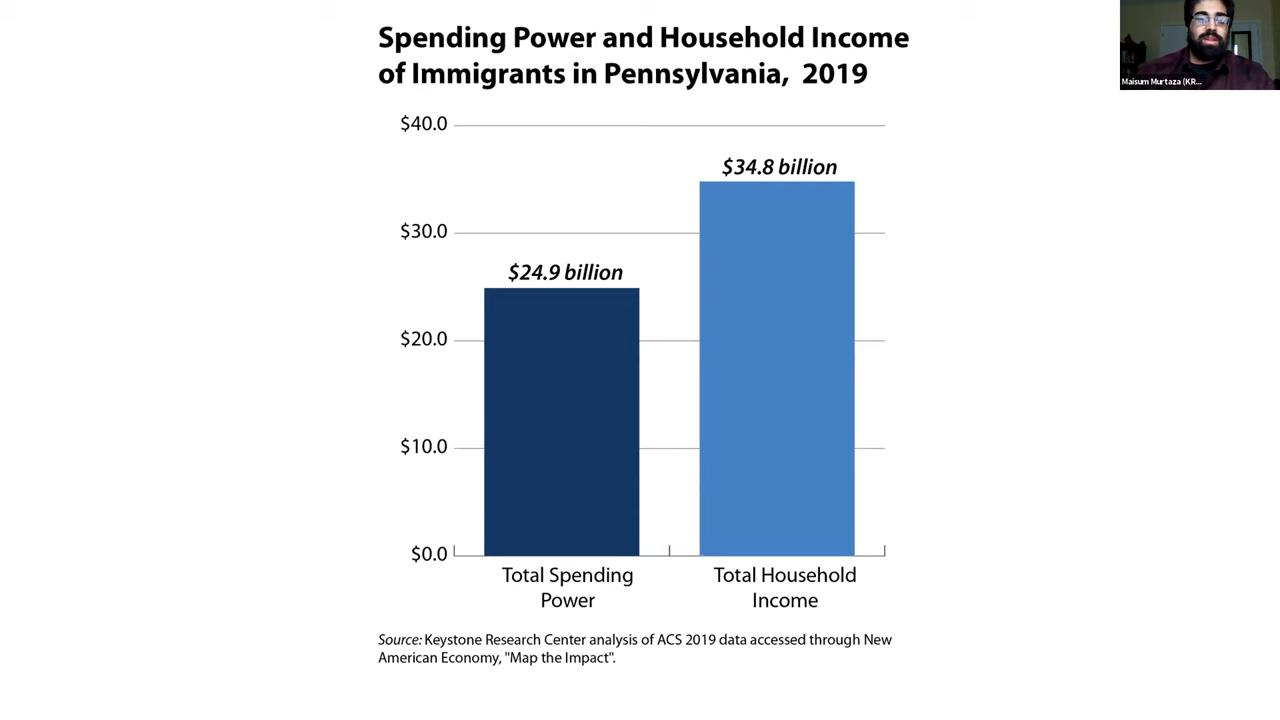 Spending Power and Household Income
of Immigrants in Pennsylvania, 2019
Maisum Murtaza (KR...
$40.0
$34.8 billion
$30.0
$24.9 billion
$20.0
$10.0
$0.0
Total Spending
Power
Total Household
Income
Source: Keystone Research Center analysis of ACS 2019 data accessed through New
American Economy, "Map the Impact".